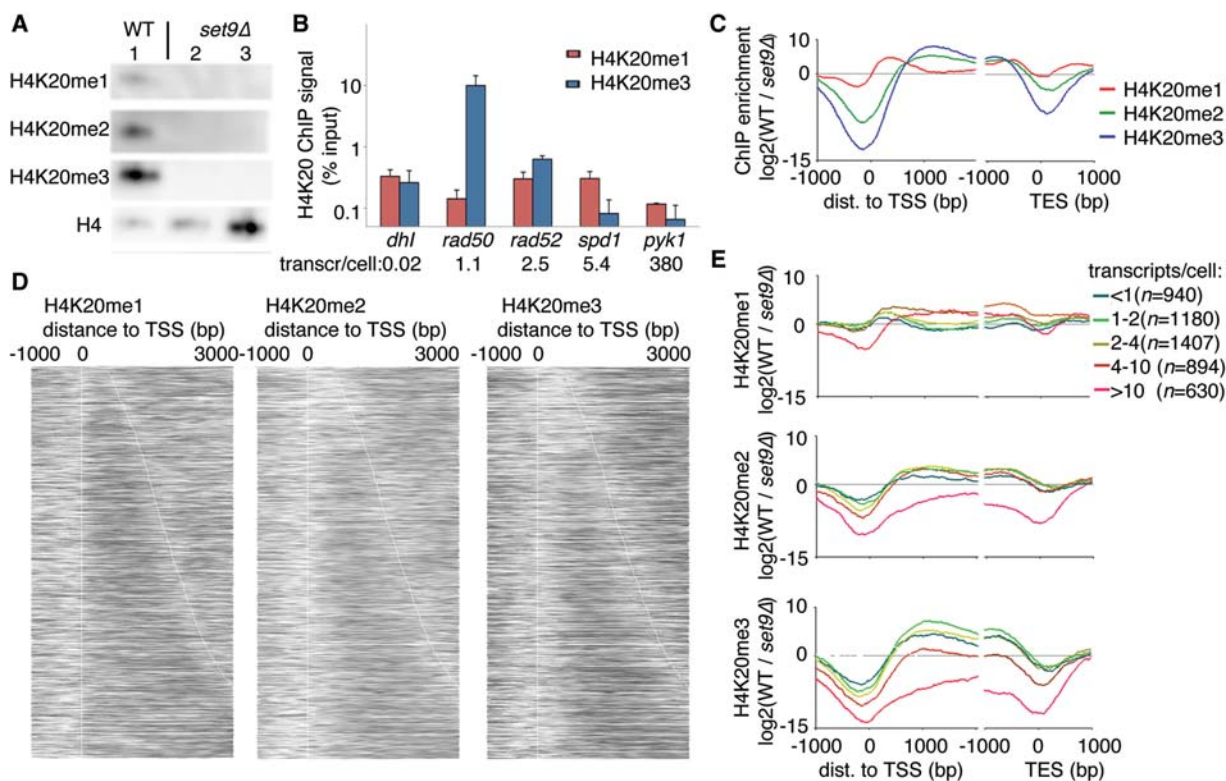 A
WT
set9Δ
1 2 3
H4K20me1
H4K20me2
H4K20me3
H4
B
H4K20 ChIP signal
(% input)
10
1
0.1
H4K20me1
H4K20me3
dhI rad50 rad52 spd1 pyk1
transcr/cell:0.02 1.1 2.5 5.4 380
C
ChIP enrichment
log2(WT / set9Δ)
10
0
-15
H4K20me1
H4K20me2
H4K20me3
-1000 0 1000 -1000 0 1000
dist. to TSS (bp) TES (bp)
D
H4K20me1
distance to TSS (bp)
-1000 0 3000
H4K20me2
distance to TSS (bp)
-1000 0 3000
H4K20me3
distance to TSS (bp)
-1000 0 3000
E
transcripts/cell:
<1(n=940)
1-2(n=1180)
2-4(n=1407)
4-10 (n=894)
>10 (n=630)
H4K20me1
log2(WT / set9Δ)
10
0
-15
H4K20me2
log2(WT / set9Δ)
10
0
-15
H4K20me3
log2(WT / set9Δ)
10
0
-15
-1000 0 1000 -1000 0 1000
dist. to TSS (bp) TES (bp)